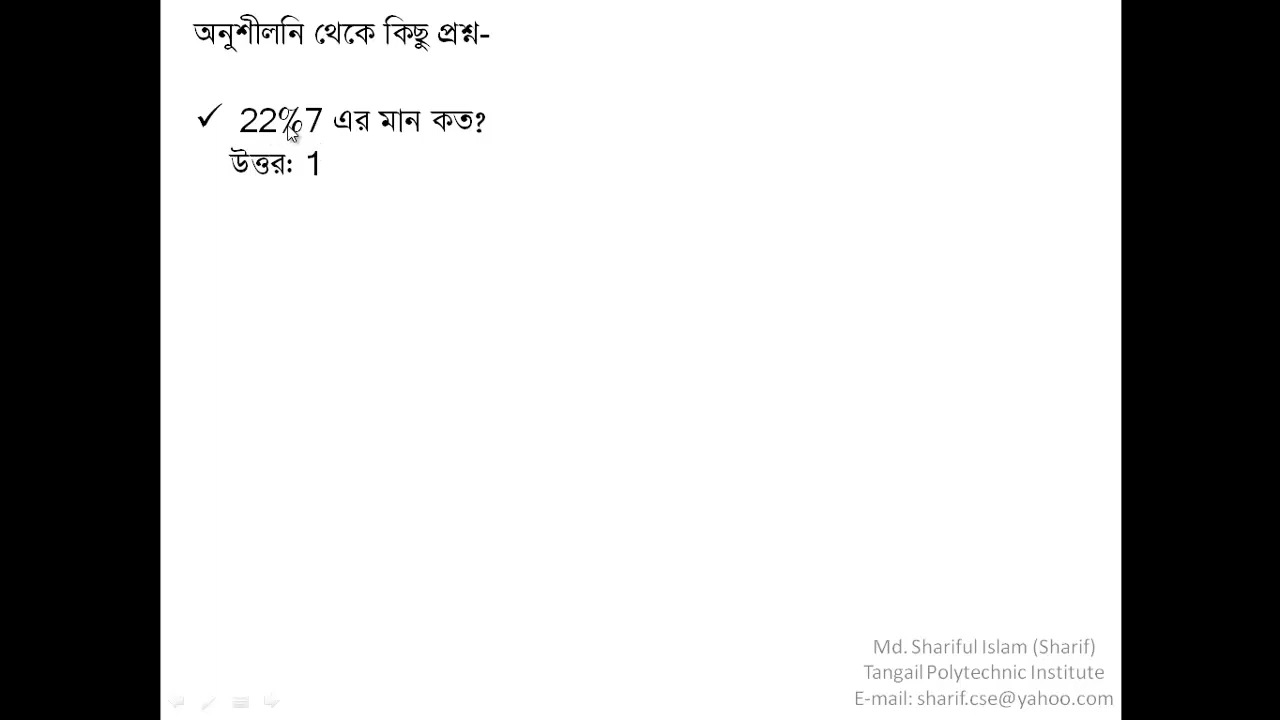 অনুশীলনি থেকে কিছু প্রশ্ন-
✓ 22%7 এর মান কত?
উত্তরঃ 1
Md. Shariful Islam (Sharif)
Tangail Polytechnic Institute
E-mail: sharif.cse@yahoo.com